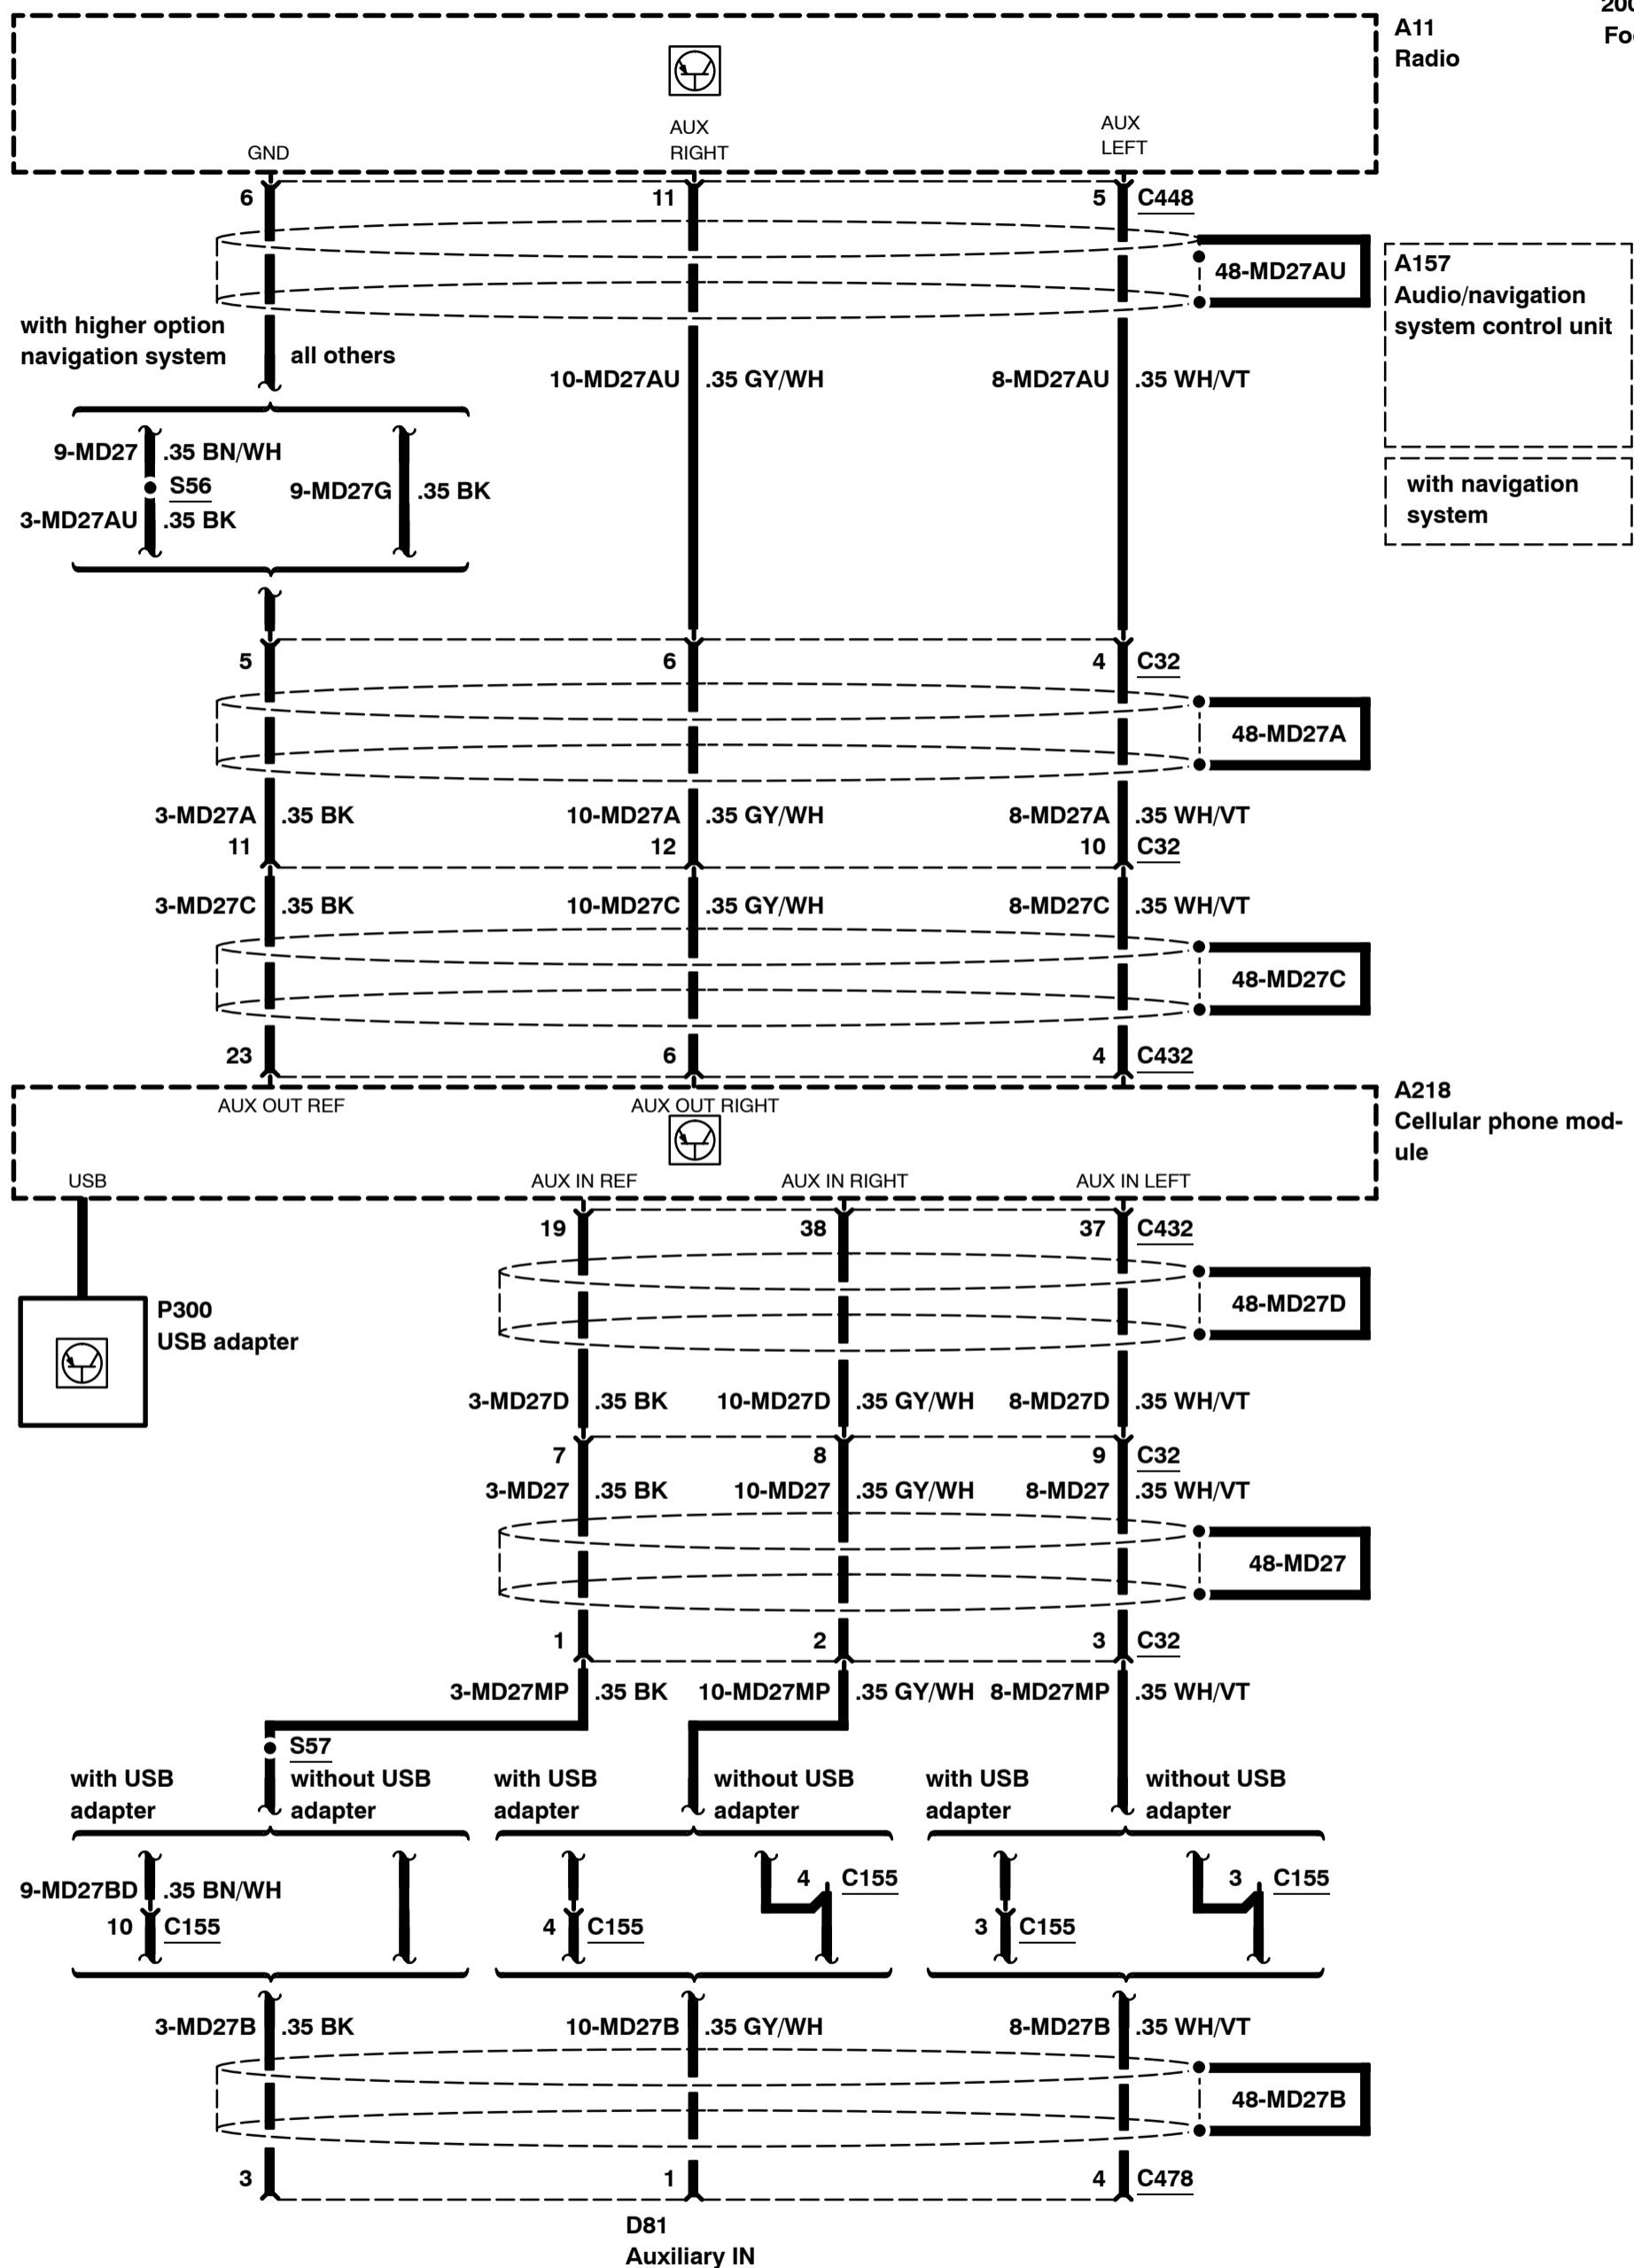 200
Fo
A11
Radio
AUX
RIGHT
AUX
LEFT
GND
6
11
5
C448
48-MD27AU
A157
Audio/navigation
system control unit
with higher option
navigation system
all others
10-MD27AU
.35 GY/WH
8-MD27AU
.35 WH/VT
9-MD27
.35 BN/WH
S56
9-MD27G
.35 BK
3-MD27AU
.35 BK
with navigation
system
5
6
4
C32
48-MD27A
3-MD27A
.35 BK
10-MD27A
.35 GY/WH
8-MD27A
.35 WH/VT
11
12
10
C32
3-MD27C
.35 BK
10-MD27C
.35 GY/WH
8-MD27C
.35 WH/VT
48-MD27C
23
6
4
C432
AUX OUT REF
AUX OUT RIGHT
A218
Cellular phone mod-
ule
USB
AUX IN REF
AUX IN RIGHT
AUX IN LEFT
19
38
37
C432
48-MD27D
P300
USB adapter
3-MD27D
.35 BK
10-MD27D
.35 GY/WH
8-MD27D
.35 WH/VT
7
8
9
C32
3-MD27
.35 BK
10-MD27
.35 GY/WH
8-MD27
.35 WH/VT
48-MD27
1
2
3
C32
3-MD27MP
.35 BK
10-MD27MP
.35 GY/WH
8-MD27MP
.35 WH/VT
S57
with USB
adapter
without USB
adapter
with USB
adapter
without USB
adapter
with USB
adapter
without USB
adapter
9-MD27BD
.35 BN/WH
10
C155
4
C155
4
C155
3
C155
3
C155
3-MD27B
.35 BK
10-MD27B
.35 GY/WH
8-MD27B
.35 WH/VT
48-MD27B
3
1
4
C478
D81
Auxiliary IN